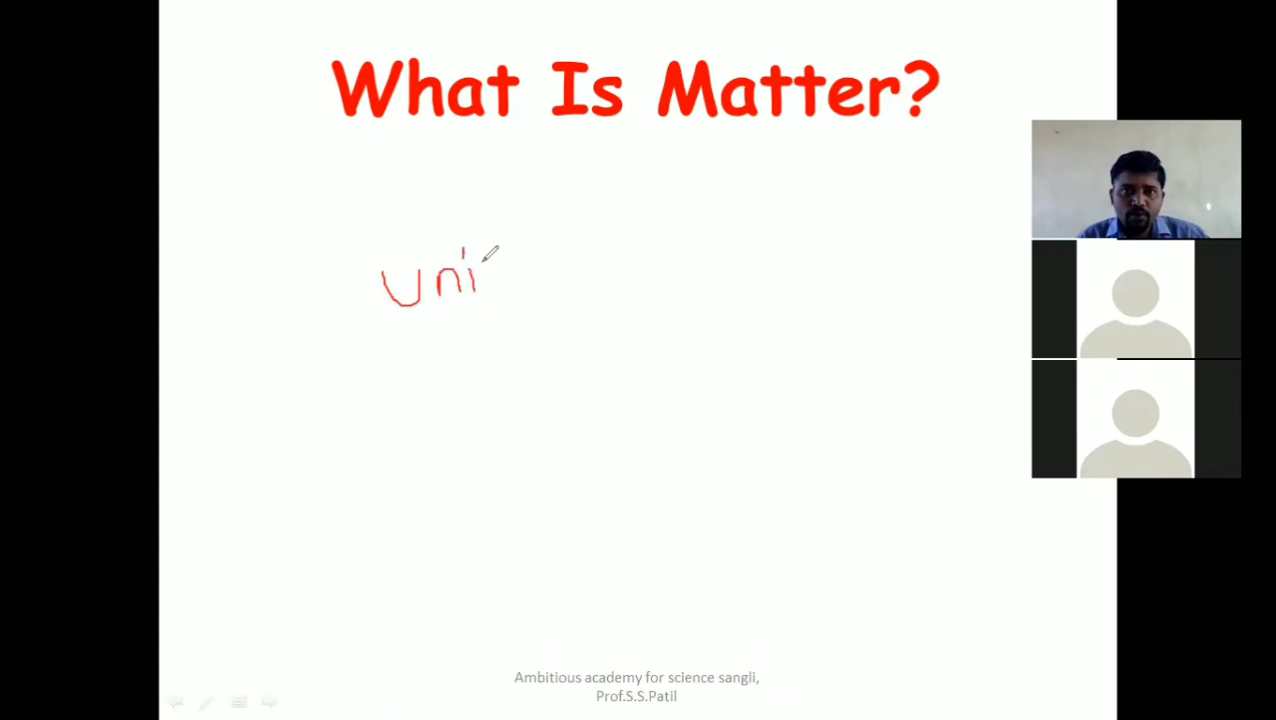 What Is Matter?
Uni
Ambitious academy for science sangli,
Prof.S.S.Patil